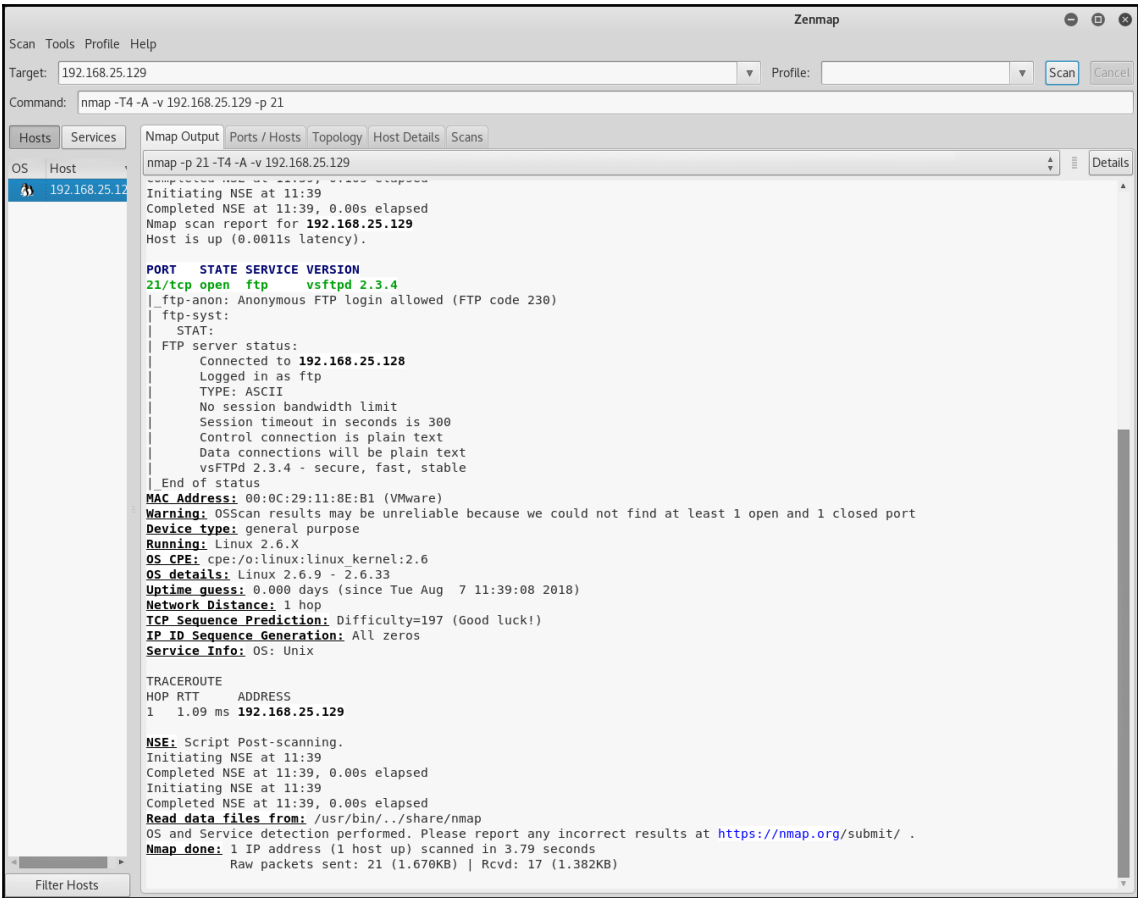 Zenmap
Scan Tools Profile Help
Target: 192.168.25.129 Profile: Scan Cancel
Command: nmap -T4 -A -v 192.168.25.129 -p 21
Hosts Services Nmap Output Ports / Hosts Topology Host Details Scans
OS Host
192.168.25.12
nmap -p 21 -T4 -A -v 192.168.25.129 Details
Initiating NSE at 11:39
Completed NSE at 11:39, 0.00s elapsed
Nmap scan report for 192.168.25.129
Host is up (0.0011s latency).
PORT STATE SERVICE VERSION
21/tcp open ftp vsftpd 2.3.4
|_ftp-anon: Anonymous FTP login allowed (FTP code 230)
| ftp-syst:
|   STAT:
| FTP server status:
|      Connected to 192.168.25.128
|      Logged in as ftp
|      TYPE: ASCII
|      No session bandwidth limit
|      Session timeout in seconds is 300
|      Control connection is plain text
|      Data connections will be plain text
|      vsFTPd 2.3.4 - secure, fast, stable
|_End of status
MAC Address: 00:0C:29:11:8E:B1 (VMware)
Warning: OSScan results may be unreliable because we could not find at least 1 open and 1 closed port
Device type: general purpose
Running: Linux 2.6.X
OS CPE: cpe:/o:linux:linux_kernel:2.6
OS details: Linux 2.6.9 - 2.6.33
Uptime guess: 0.000 days (since Tue Aug  7 11:39:08 2018)
Network Distance: 1 hop
TCP Sequence Prediction: Difficulty=197 (Good luck!)
IP ID Sequence Generation: All zeros
Service Info: OS: Unix
TRACEROUTE
HOP RTT     ADDRESS
1   1.09 ms 192.168.25.129
NSE: Script Post-scanning.
Initiating NSE at 11:39
Completed NSE at 11:39, 0.00s elapsed
Initiating NSE at 11:39
Completed NSE at 11:39, 0.00s elapsed
Read data files from: /usr/bin/../share/nmap
OS and Service detection performed. Please report any incorrect results at https://nmap.org/submit/ .
Nmap done: 1 IP address (1 host up) scanned in 3.79 seconds
Raw packets sent: 21 (1.670KB) | Rcvd: 17 (1.382KB)
Filter Hosts